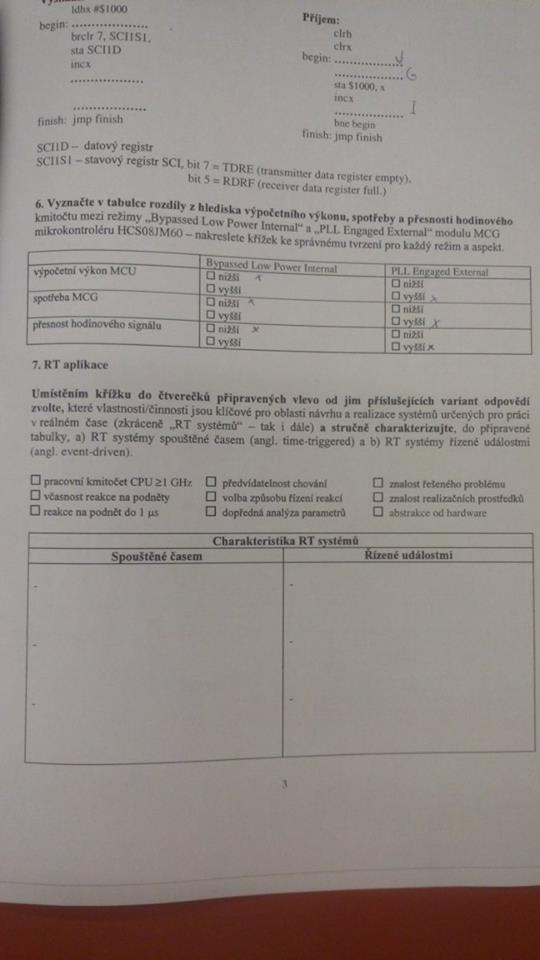 ldhx #$1000
begin: ....................
brclr 7, SCI1S1,
sta SCI1D
incx
....................
....................
finish: jmp finish
SCI1D – datový registr
SCI1S1 – stavový registr SCI, bit 7 = TDRE (transmitter data register empty),
bit 5 = RDRF (receiver data register full.)
Příjem:
clrh
clrx
begin: ....................
.................... G
sta $1000, x
incx
.................... I
bne begin
finish: jmp finish
6. Vyznačte v tabulce rozdíly z hlediska výpočetního výkonu, spotřeby a přesnosti hodinového
kmitočtu mezi režimy „Bypassed Low Power Internal“ a „PLL Engaged External“ modulu MCG
mikrokontroléru HCS08JM60 – nakreslete křížek ke správnému tvrzení pro každý režim a aspekt.
Bypassed Low Power Internal PLL Engaged External
výpočetní výkon MCU ☐ nižší x ☐ nižší
☐ vyšší ☐ vyšší x
spotřeba MCG ☐ nižší x ☐ nižší
☐ vyšší ☐ vyšší x
přesnost hodinového signálu ☐ nižší x ☐ nižší
☐ vyšší ☐ vyšší x
7. RT aplikace
Umístěním křížku do čtverečků připravených vlevo od jim příslušejících variant odpovědí
zvolte, které vlastnosti/činnosti jsou klíčové pro oblasti návrhu a realizace systémů určených pro práci
v reálném čase (zkráceně „RT systémů“ – tak i dále) a stručně charakterizujte, do připravené
tabulky, a) RT systémy spouštěné časem (angl. time-triggered) a b) RT systémy řízené událostmi
(angl. event-driven).
☐ pracovní kmitočet CPU ≥1 GHz ☐ předvídatelnost chování ☐ znalost řešeného problému
☐ včasnost reakce na podněty ☐ volba způsobu řízení reakcí ☐ znalost realizačních prostředků
☐ reakce na podnět do 1 µs ☐ dopředná analýza parametrů ☐ abstrakce od hardware
Charakteristika RT systémů
Spouštěné časem Řízené událostmi
- -
- -
- -
3